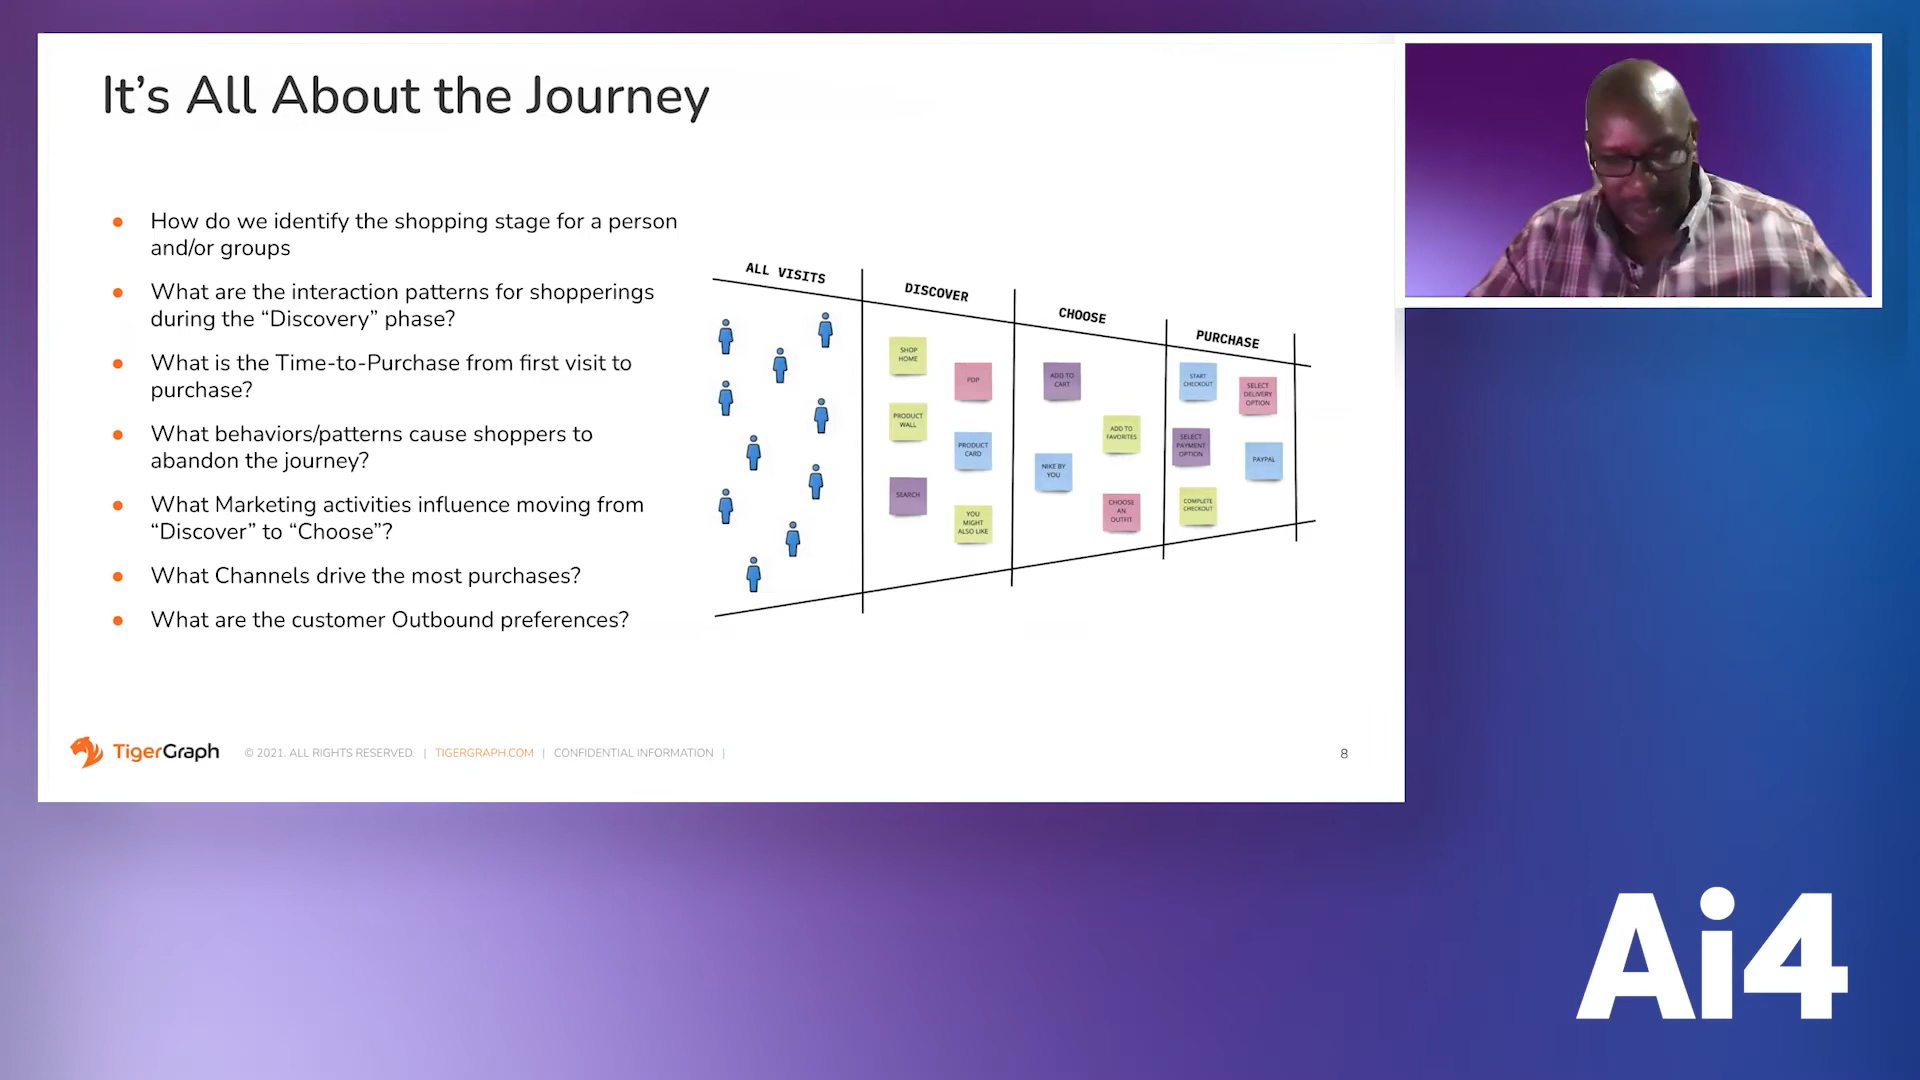 It's All About the Journey
● How do we identify the shopping stage for a person
and/or groups
● What are the interaction patterns for shopperings
during the “Discovery” phase?
● What is the Time-to-Purchase from first visit to
purchase?
● What behaviors/patterns cause shoppers to
abandon the journey?
● What Marketing activities influence moving from
“Discover” to “Choose”?
● What Channels drive the most purchases?
● What are the customer Outbound preferences?
ALL VISITS
DISCOVER
SHOP
HOME
PDP
PRODUCT
WALL
PRODUCT
CARD
SEARCH
YOU
MIGHT
ALSO LIKE
CHOOSE
ADD TO
CART
ADD TO
FAVORITES
NIKE BY
YOU
CHOOSE
AN
OUTFIT
PURCHASE
START
CHECKOUT
SELECT
DELIVERY
OPTION
SELECT
PAYMENT
OPTION
PAYPAL
COMPLETE
CHECKOUT
TigerGraph © 2021. ALL RIGHTS RESERVED. | TIGERGRAPH.COM | CONFIDENTIAL INFORMATION | 8
Ai4